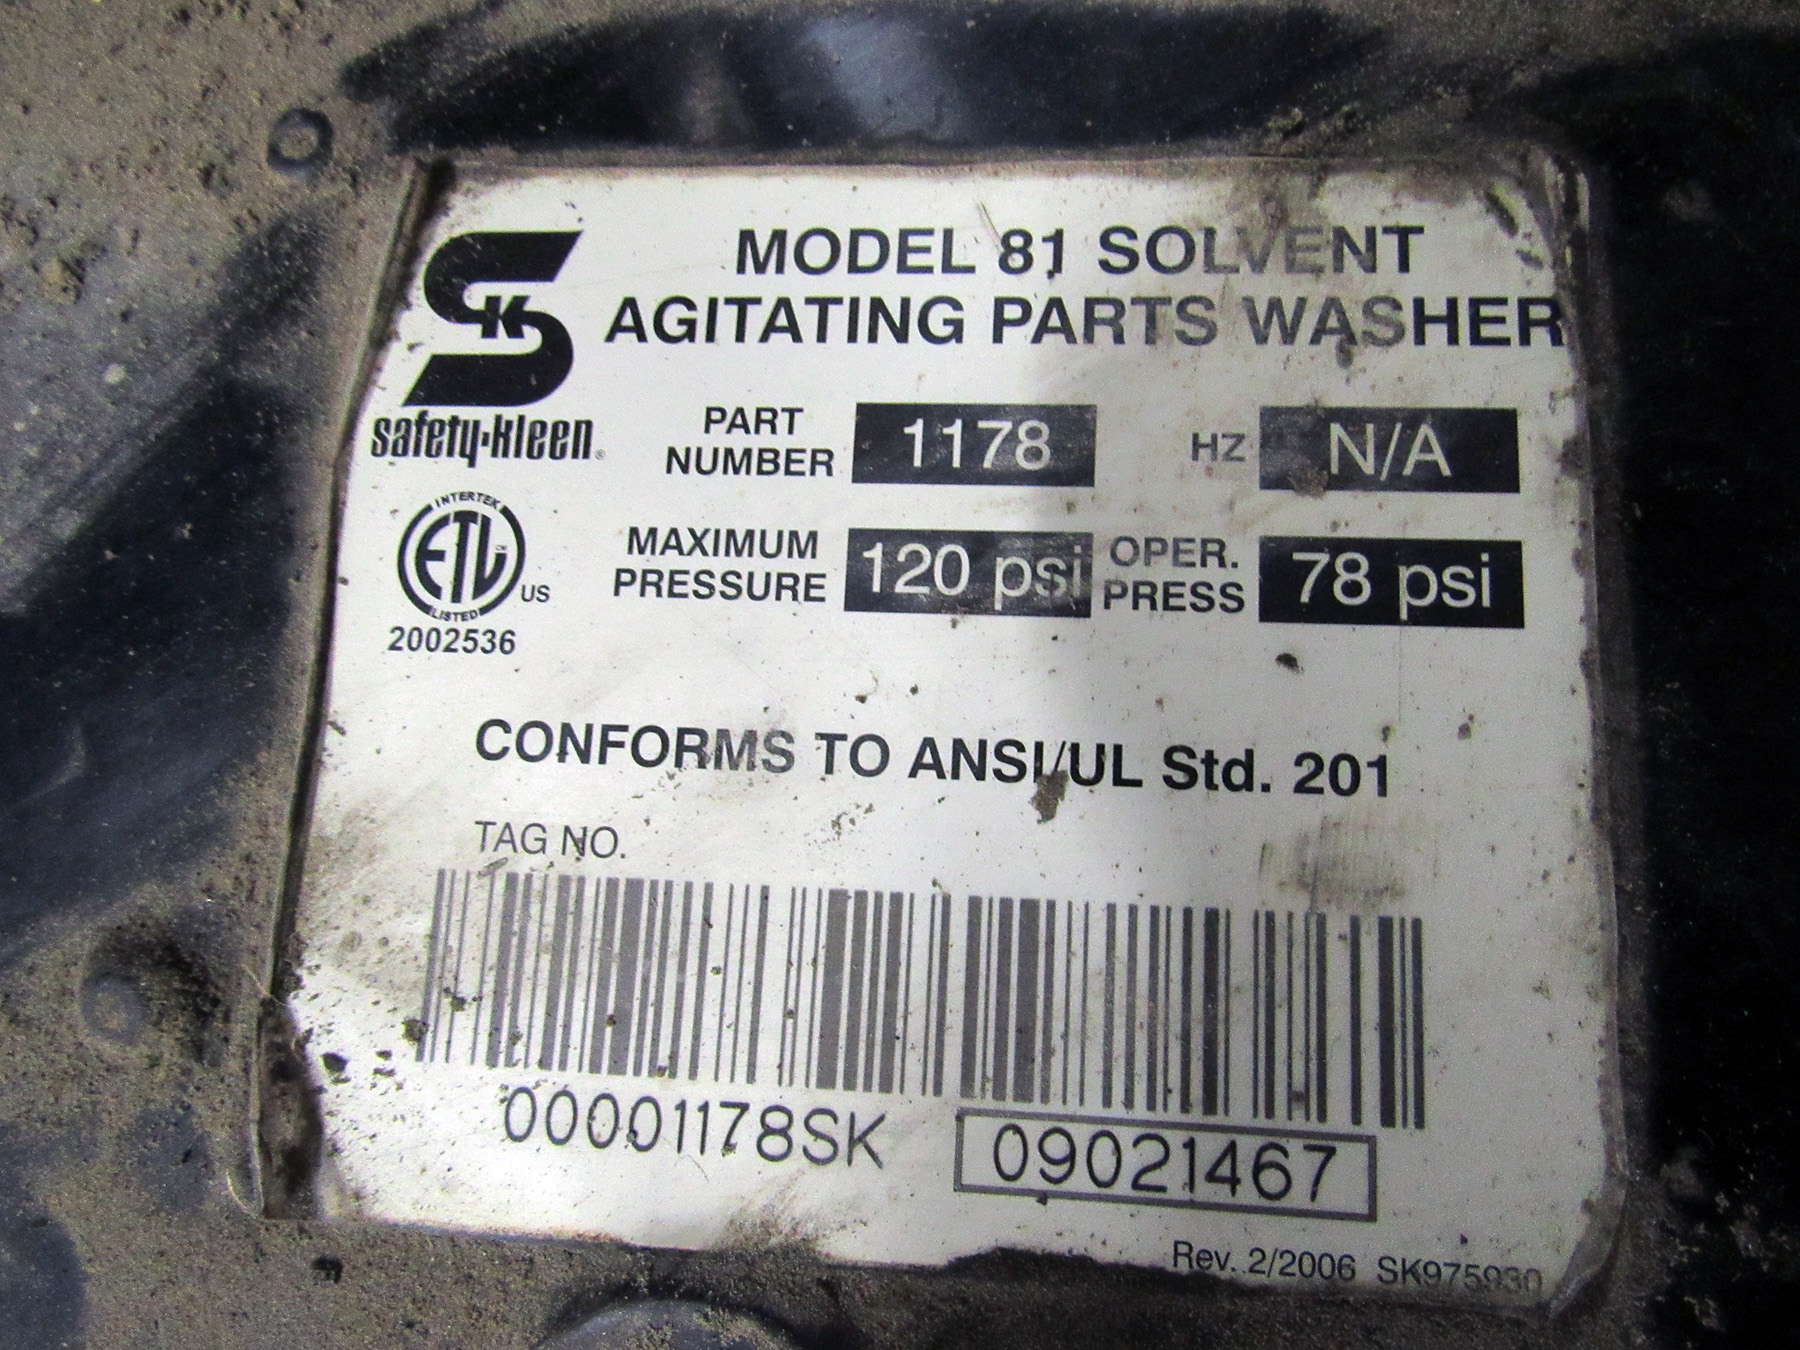 MODEL 81 SOLVENT
AGITATING PARTS WASHER
SK
safety-kleen®
PART
NUMBER
1178
HZ
N/A
INTERTEK
ETL CM
LISTED
US
2002536
MAXIMUM
PRESSURE
120 psi
OPER.
PRESS
78 psi
CONFORMS TO ANSI/UL Std. 201
TAG NO.
00001178SK 09021467
Rev. 2/2006 SK975930